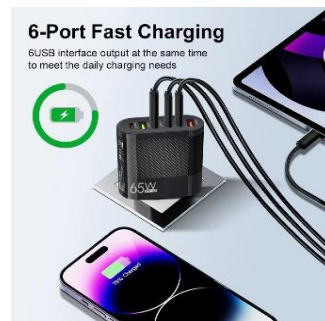 6-Port Fast Charging
6USB interface output at the same time
to meet the daily charging needs
65W